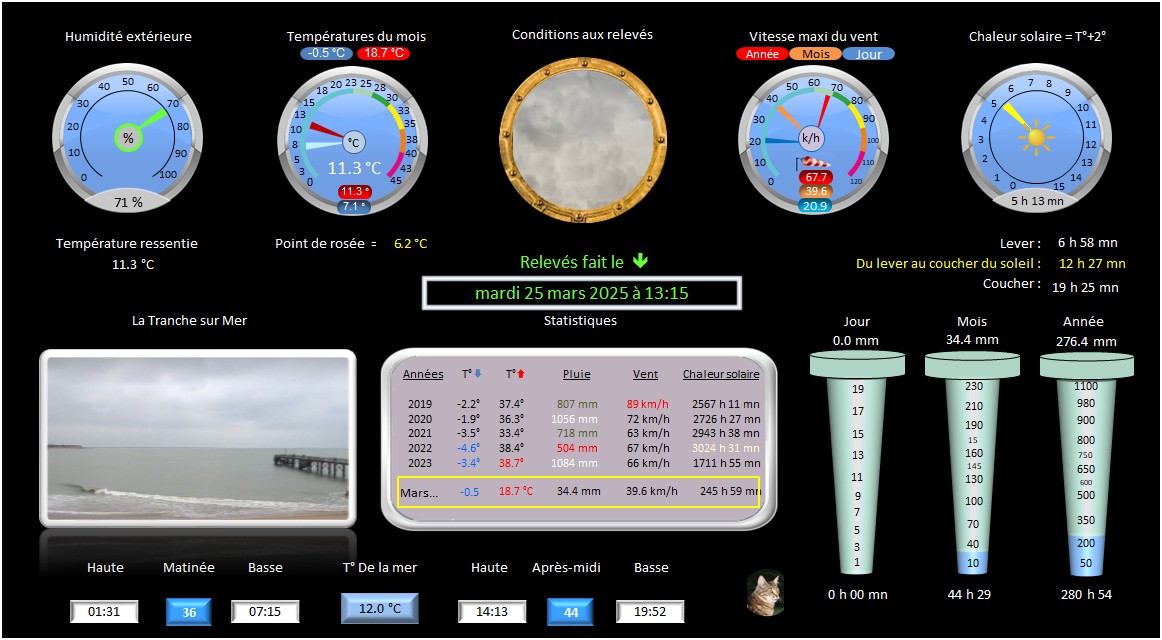 Humidité extérieure
0 10 20 30 40 50 60 70 80 90 100
%
71 %
Températures du mois
-0.5 °C 18.7 °C
0 3 5 8 10 13 15 18 20 23 25 28 30 33 35 38 40 43 45
°C
11.3 °C
11.3 °
7.1 °
Conditions aux relevés
Vitesse maxi du vent
Année Mois Jour
0 10 20 30 40 50 60 70 80 90 100 110 120
k/h
67.7
39.6
20.9
Chaleur solaire = T°+2°
0 1 2 3 4 5 6 7 8 9 10 11 12 13 14 15
5 h 13 mn
Température ressentie
11.3 °C
Point de rosée = 6.2 °C
Relevés fait le
mardi 25 mars 2025 à 13:15
Lever : 6 h 58 mn
Du lever au coucher du soleil : 12 h 27 mn
Coucher : 19 h 25 mn
La Tranche sur Mer
Statistiques
Années T° T° Pluie Vent Chaleur solaire
2019 -2.2° 37.4° 807 mm 89 km/h 2567 h 11 mn
2020 -1.9° 36.3° 1056 mm 72 km/h 2726 h 27 mn
2021 -3.5° 33.4° 718 mm 63 km/h 2943 h 38 mn
2022 -4.6° 38.4° 504 mm 67 km/h 3024 h 31 mn
2023 -3.4° 38.7° 1084 mm 66 km/h 1711 h 55 mn
Mars... -0.5 18.7 °C 34.4 mm 39.6 km/h 245 h 59 mn
Jour
0.0 mm
19
17
15
13
11
9
7
5
3
1
0 h 00 mn
Mois
34.4 mm
230
210
190
15
160
145
130
100
70
40
10
44 h 29
Année
276.4 mm
1100
980
900
800
750
650
600
500
350
200
50
280 h 54
Haute Matinée Basse
01:31 36 07:15
T° De la mer
12.0 °C
Haute Après-midi Basse
14:13 44 19:52